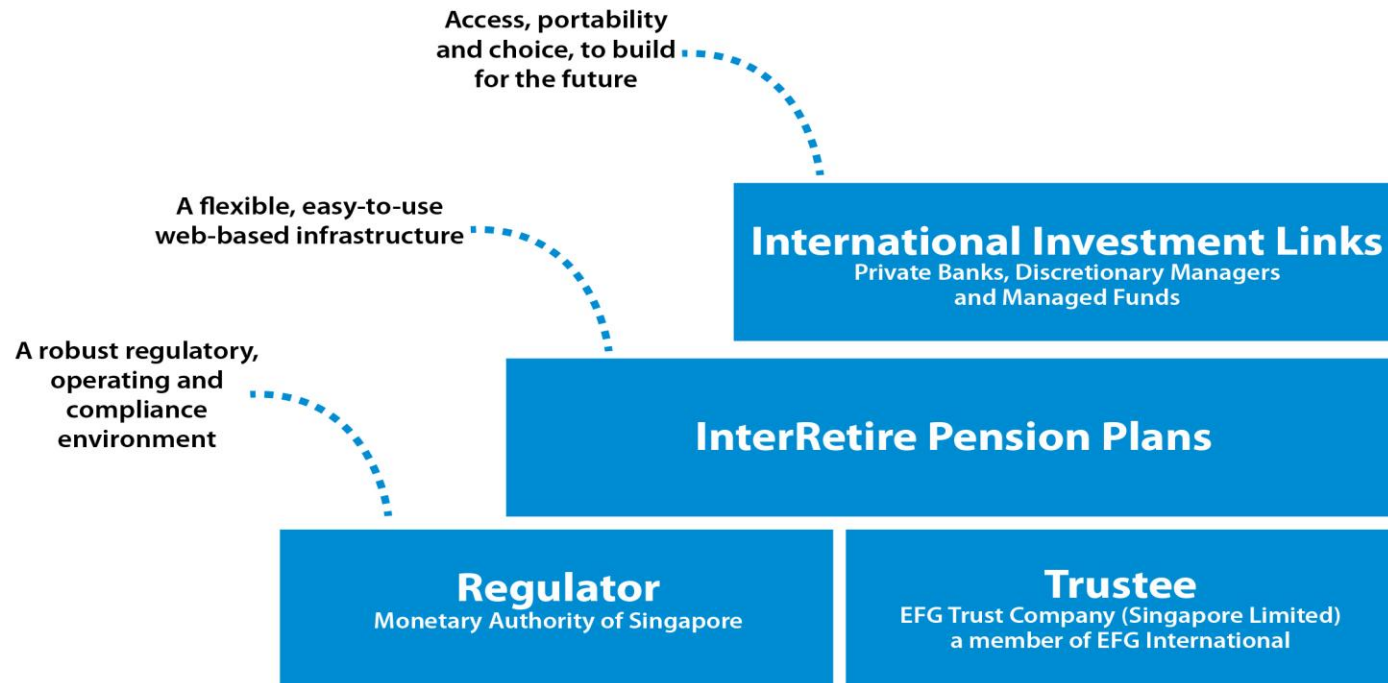 Access, portability
and choice, to build
for the future
A flexible, easy-to-use
web-based infrastructure
International Investment Links
Private Banks, Discretionary Managers
and Managed Funds
A robust regulatory,
operating and
compliance
environment
InterRetire Pension Plans
Regulator
Monetary Authority of Singapore
Trustee
EFG Trust Company (Singapore Limited)
a member of EFG International